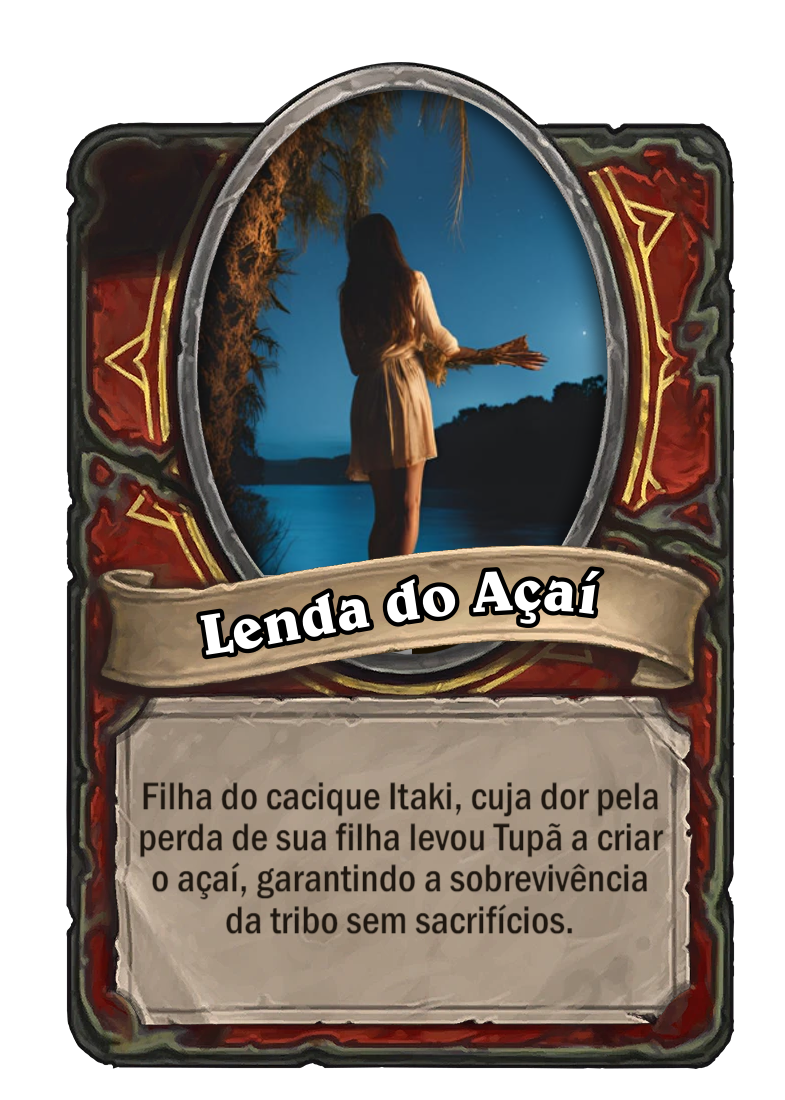 Lenda do Açaí
Filha do cacique Itaki, cuja dor pela
perda de sua filha levou Tupã a criar
o açaí, garantindo a sobrevivência
da tribo sem sacrifícios.